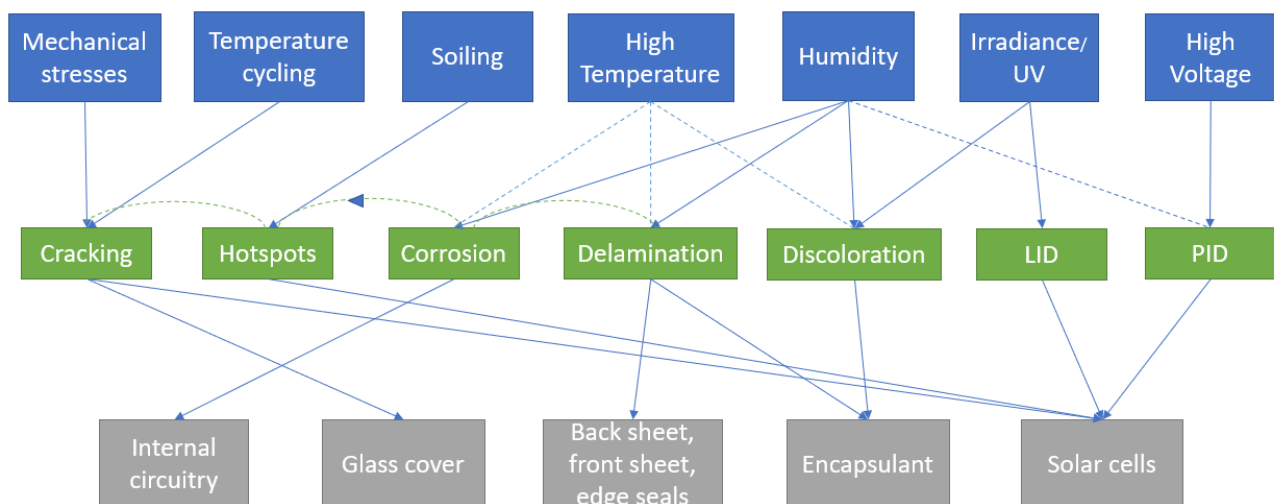 Mechanical
stresses
Temperature
cycling
Soiling
High
Temperature
Humidity
Irradiance/
UV
High
Voltage
Cracking
Hotspots
Corrosion
Delamination
Discoloration
LID
PID
Internal
circuitry
Glass cover
Back sheet,
front sheet,
edge seals
Encapsulant
Solar cells